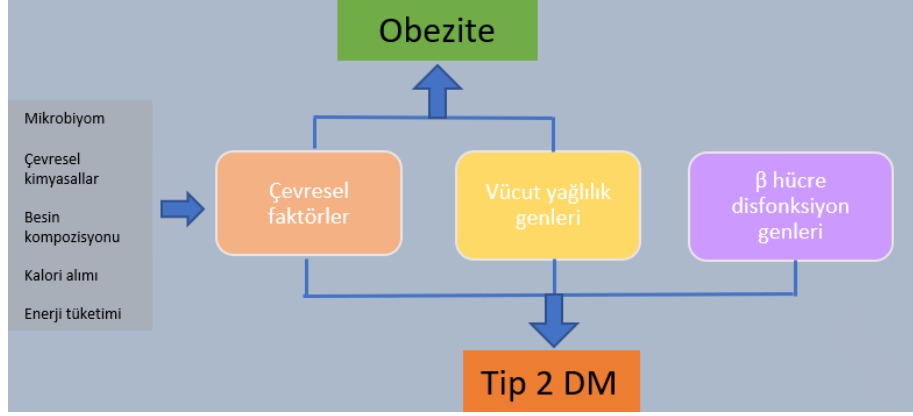 Obezite
Mikrobiyom
Çevresel
kimyasallar
Besin
kompozisyonu
Kalori alımı
Enerji tüketimi
Çevresel
faktörler
Vücut yağlılık
genleri
β hücre
disfonksiyon
genleri
Tip 2 DM